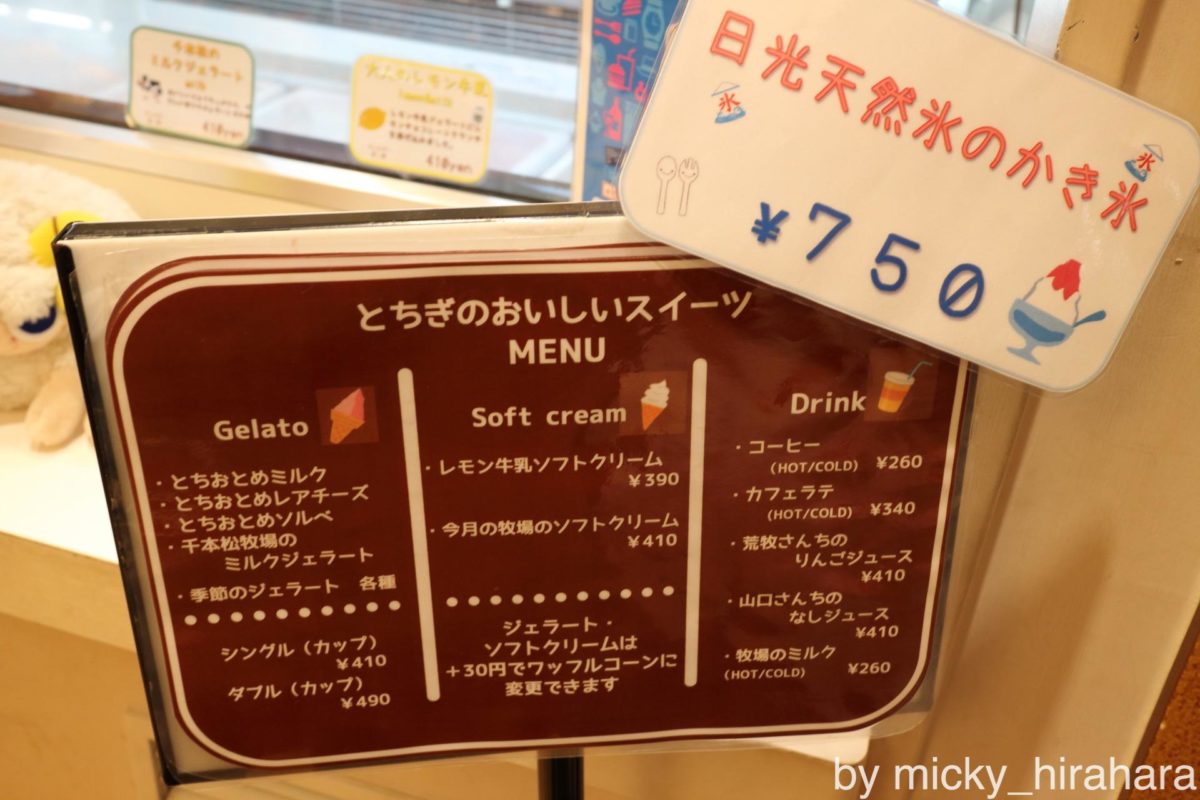 千本松の
ミルクジェラート
410yen
大人のレモン牛乳
410yen
日光天然氷のかき氷
氷
氷
¥750
とちぎのおいしいスイーツ
MENU
Gelato
・とちおとめミルク
・とちおとめレアチーズ
・とちおとめソルベ
・千本松牧場の
ミルクジェラート
・季節のジェラート 各種
シングル(カップ)
¥410
ダブル(カップ)
¥490
Soft cream
・レモン牛乳ソフトクリーム
¥390
・今月の牧場のソフトクリーム
¥410
ジェラート・
ソフトクリームは
+30円でワッフルコーンに
変更できます
Drink
・コーヒー
(HOT/COLD) ¥260
・カフェラテ
(HOT/COLD) ¥340
・荒牧さんちの
りんごジュース
¥410
・山口さんちの
なしジュース
¥410
・牧場のミルク
(HOT/COLD) ¥260
by micky_hirahara